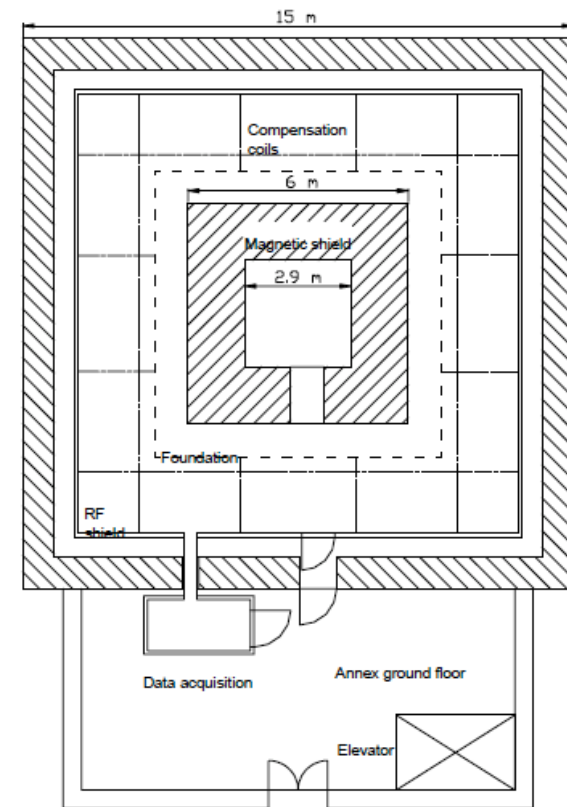 15 m
Compensation
coils
6 m
Magnetic shield
2.9 m
Foundation
RF
shield
Data acquisition
Annex ground floor
Elevator